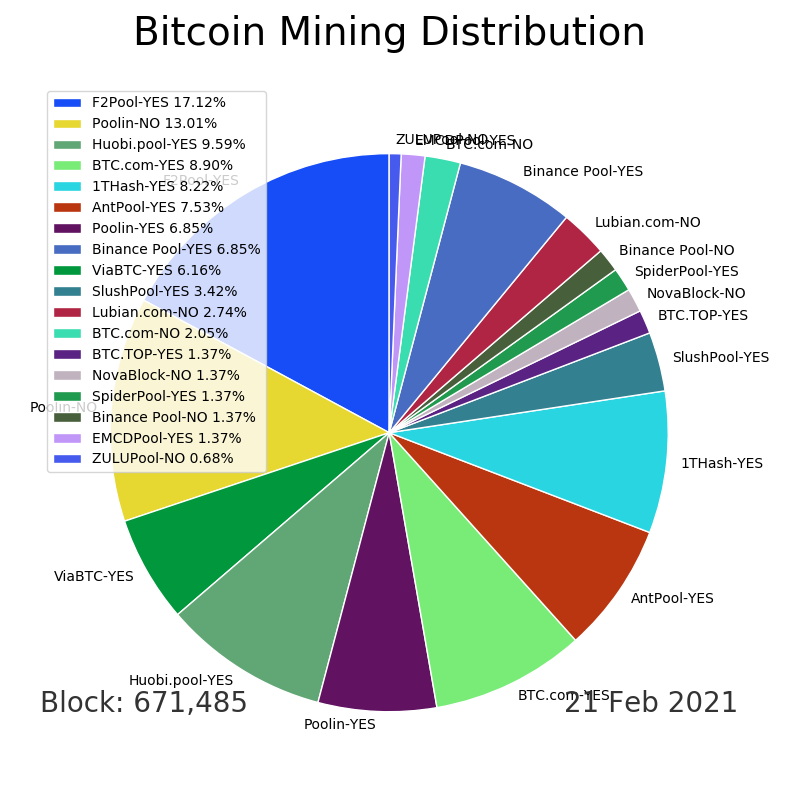 Bitcoin Mining Distribution
F2Pool-YES 17.12%
Poolin-NO 13.01%
Huobi.pool-YES 9.59%
BTC.com-YES 8.90%
1THash-YES 8.22%
AntPool-YES 7.53%
Poolin-YES 6.85%
Binance Pool-YES 6.85%
ViaBTC-YES 6.16%
SlushPool-YES 3.42%
Lubian.com-NO 2.74%
BTC.com-NO 2.05%
BTC.TOP-YES 1.37%
NovaBlock-NO 1.37%
SpiderPool-YES 1.37%
Binance Pool-NO 1.37%
EMCDPool-YES 1.37%
ZULUPool-NO 0.68%
ZULUPool-NO
EMCDPool-YES
BTC.com-NO
Binance Pool-YES
F2Pool-YES
Lubian.com-NO
Binance Pool-NO
SpiderPool-YES
NovaBlock-NO
BTC.TOP-YES
SlushPool-YES
Poolin-NO
1THash-YES
ViaBTC-YES
AntPool-YES
Huobi.pool-YES
BTC.com-YES
Poolin-YES
Block: 671,485
21 Feb 2021